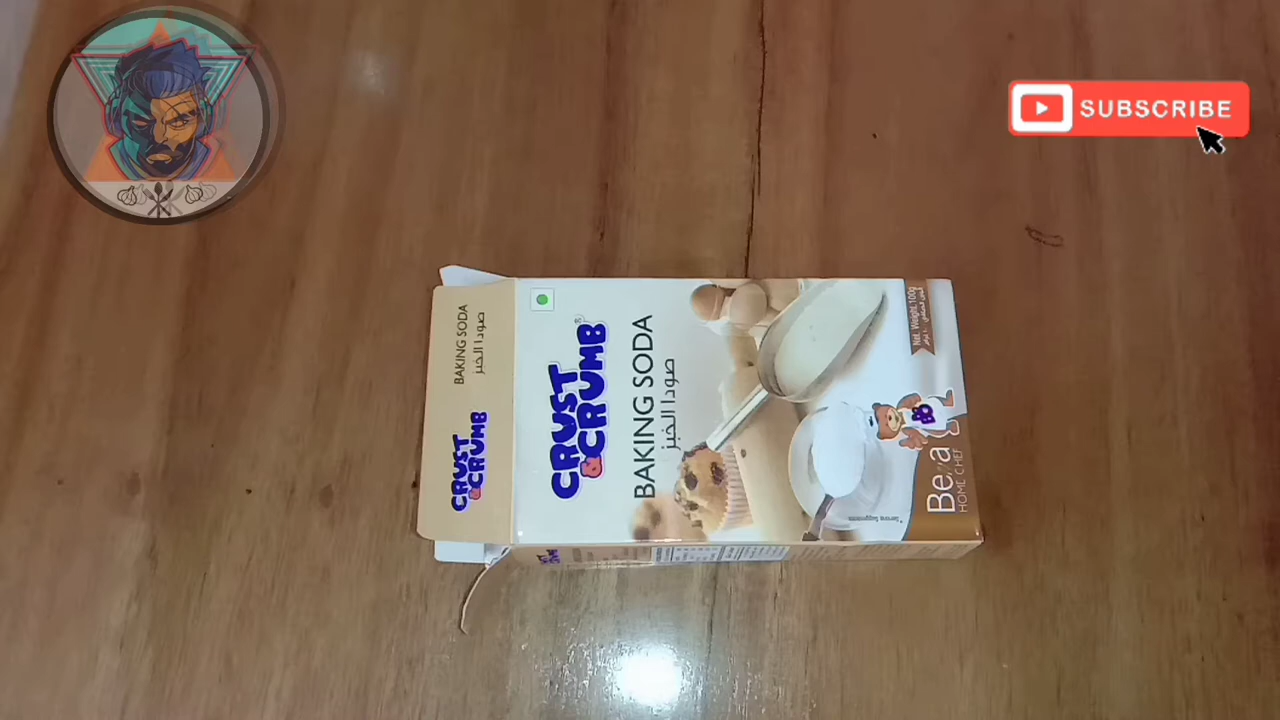 SUBSCRIBE
BAKING SODA
صودا الخبز
CRUST
& CRUMB
CRUST
& CRUMB®
BAKING SODA
صودا الخبز
Net. Weight.100g
Be a
HOME CHEF